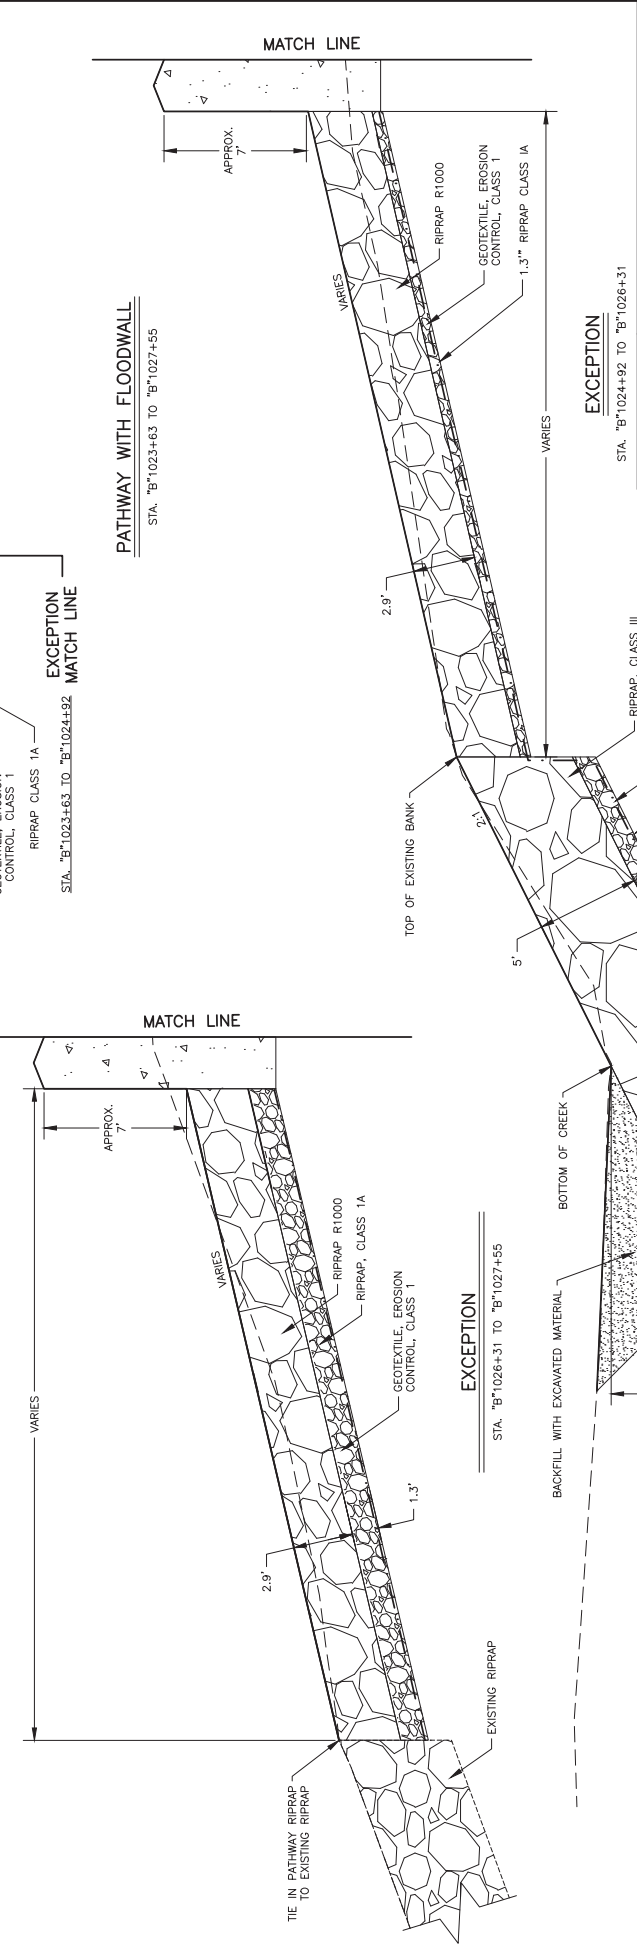 MATCH LINE
APPROX.
7'
VARIES
RIPRAP R1000
GEOTEXTILE, EROSION
CONTROL, CLASS 1
1.3'" RIPRAP CLASS IA
PATHWAY WITH FLOODWALL
STA. "B"1023+63 TO "B"1027+55
EXCEPTION
STA. "B"1024+92 TO "B"1026+31
VARIES
2.9'
CONTROL, CLASS 1
RIPRAP CLASS 1A
EXCEPTION
MATCH LINE
STA. "B"1023+63 TO "B"1024+92
RIPRAP, CLASS III
TOP OF EXISTING BANK
2:1
5'
MATCH LINE
APPROX.
7'
VARIES
VARIES
RIPRAP R1000
RIPRAP, CLASS 1A
GEOTEXTILE, EROSION
CONTROL, CLASS 1
2.9'
1.3'
EXCEPTION
STA. "B"1026+31 TO "B"1027+55
BOTTOM OF CREEK
BACKFILL WITH EXCAVATED MATERIAL
TIE IN PATHWAY RIPRAP
TO EXISTING RIPRAP
EXISTING RIPRAP